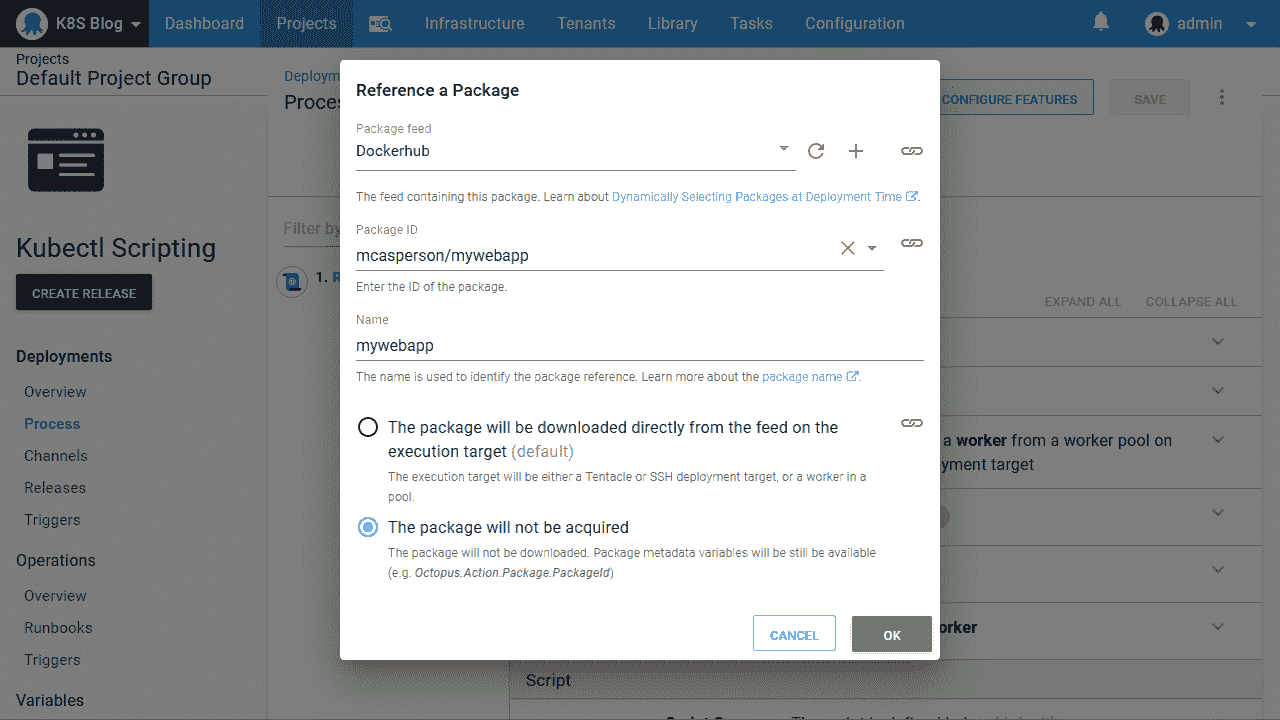 K8S Blog
Dashboard
Projects
Infrastructure
Tenants
Library
Tasks
Configuration
admin
Projects
Default Project Group
Kubectl Scripting
CREATE RELEASE
Deployments
Overview
Process
Channels
Releases
Triggers
Operations
Overview
Runbooks
Triggers
Variables
CONFIGURE FEATURES
SAVE
Filter by
1.
EXPAND ALL
COLLAPSE ALL
a worker from a worker pool on
Script
Reference a Package
Package feed
Dockerhub
The feed containing this package. Learn about Dynamically Selecting Packages at Deployment Time.
Package ID
mcasperson/mywebapp
Enter the ID of the package.
Name
mywebapp
The name is used to identify the package reference. Learn more about the package name.
The package will be downloaded directly from the feed on the
execution target (default)
The execution target will be either a Tentacle or SSH deployment target, or a worker in a
pool.
The package will not be acquired
The package will not be downloaded. Package metadata variables will be still be available
(e.g. Octopus.Action.Package.PackageId)
CANCEL
OK